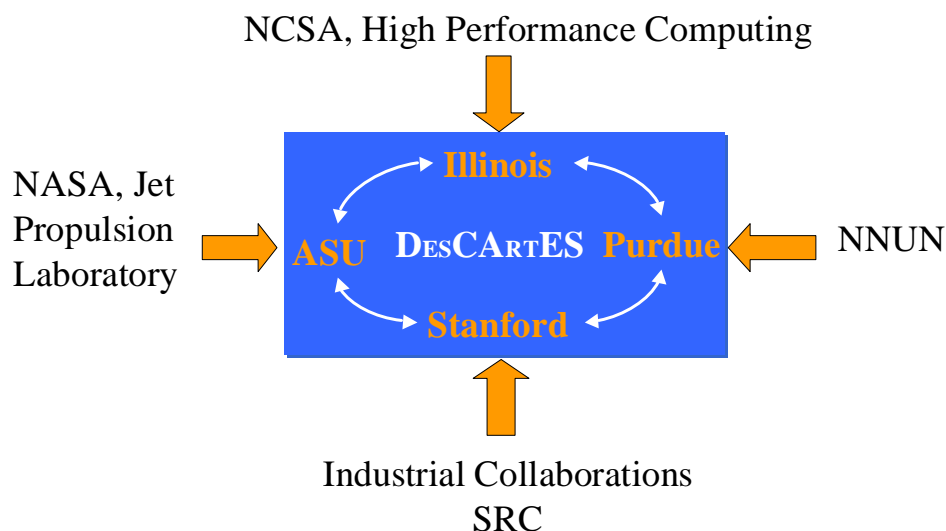 NCSA, High Performance Computing
Illinois
NASA, Jet
Propulsion
Laboratory
ASU
DESCARTES
Purdue
NNUN
Stanford
Industrial Collaborations
SRC